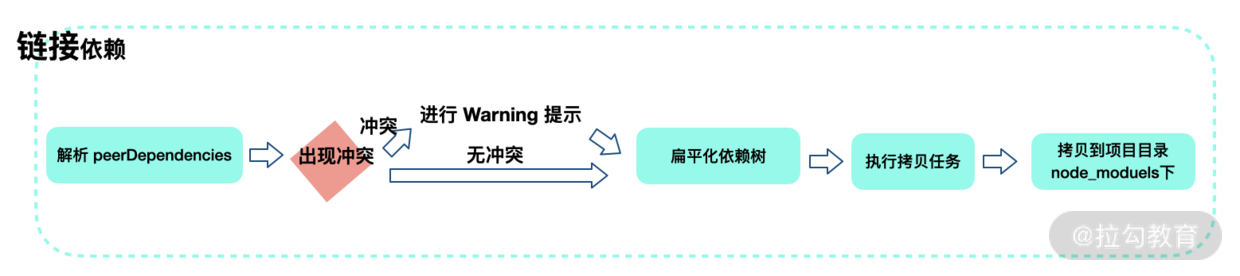 链接依赖
解析 peerDependencies
出现冲突
冲突
进行 Warning 提示
无冲突
扁平化依赖树
执行拷贝任务
拷贝到项目目录
node_moduels下
@拉勾教育